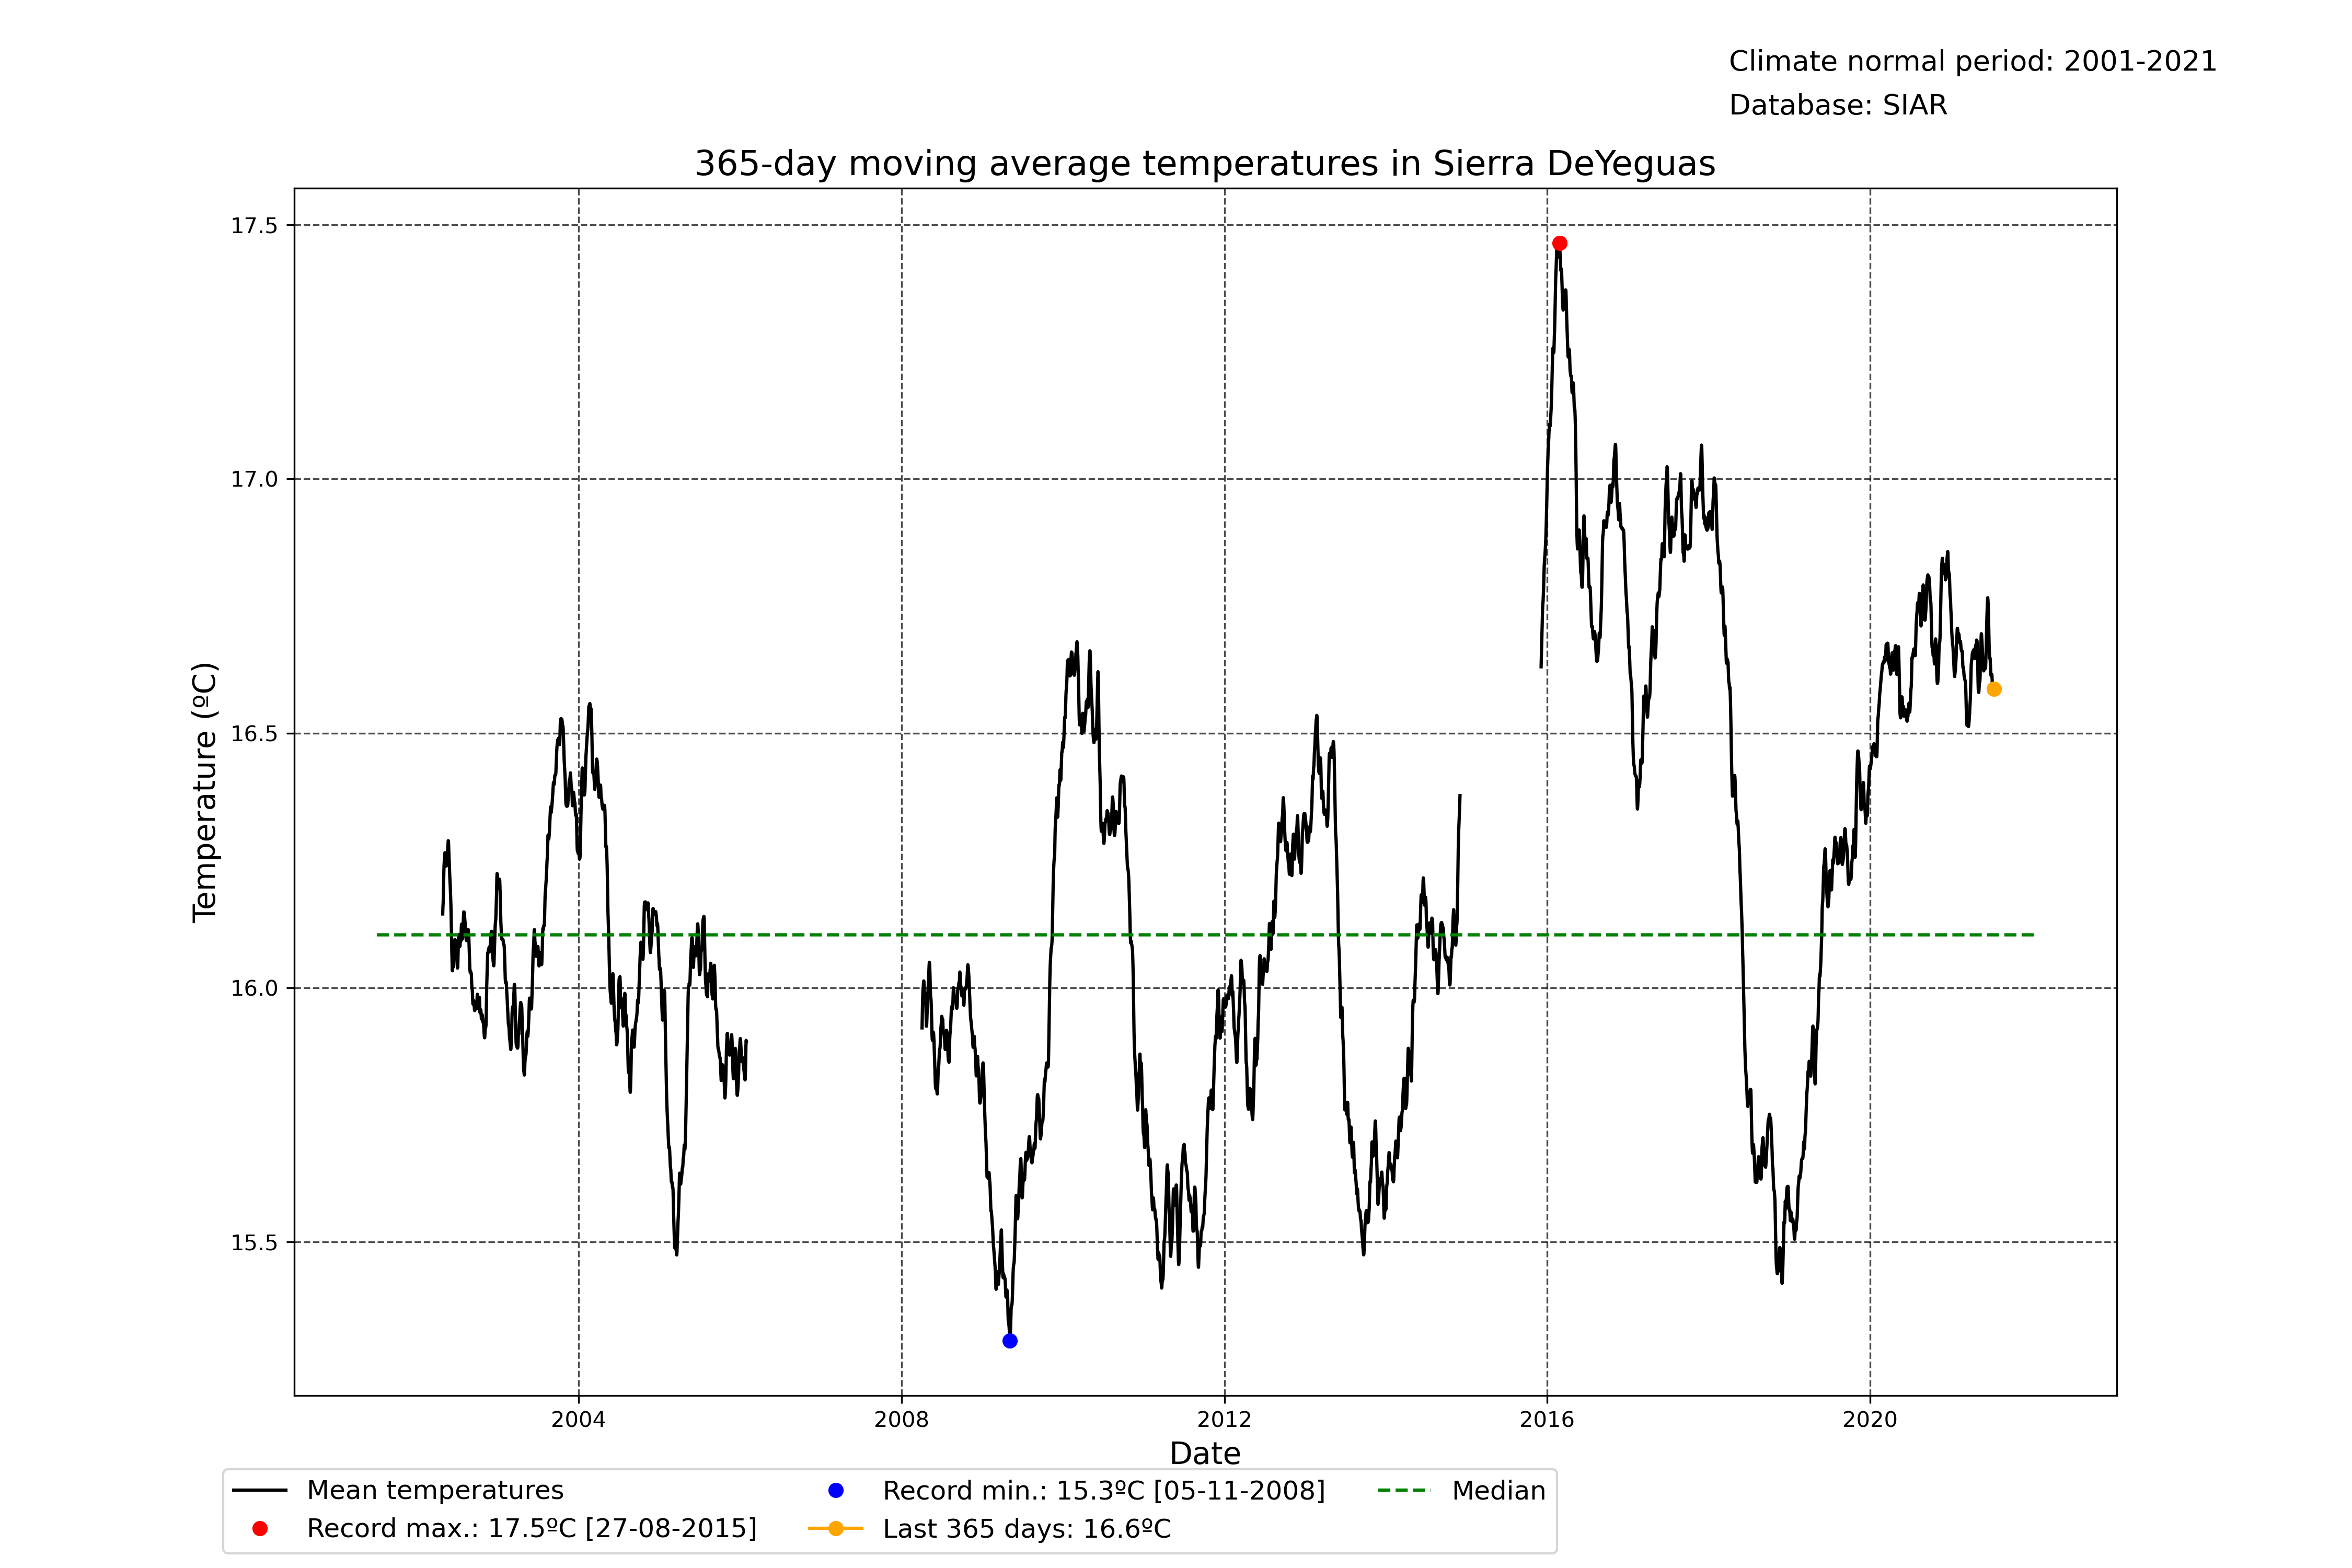 Climate normal period: 2001-2021
Database: SIAR
365-day moving average temperatures in Sierra DeYeguas
17.5
17.0
16.5
16.0
15.5
Temperature (ºC)
2004 2008 2012 2016 2020
Date
Mean temperatures
Record max.: 17.5ºC [27-08-2015]
Record min.: 15.3ºC [05-11-2008]
Last 365 days: 16.6ºC
Median